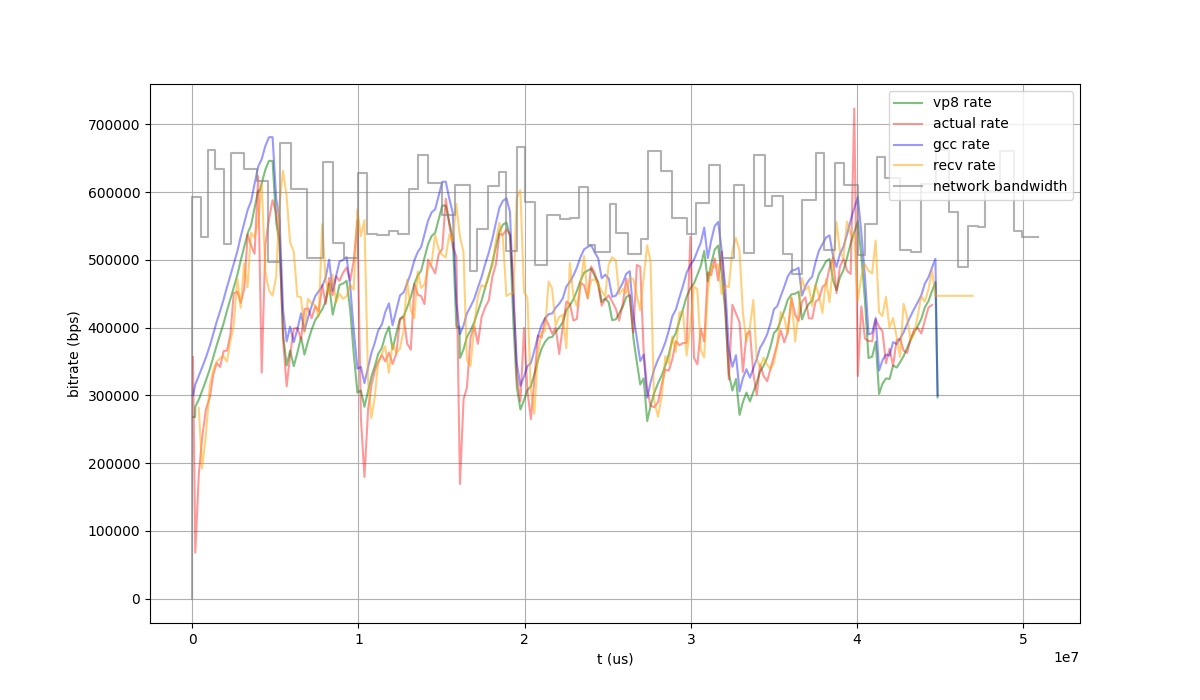 vp8 rate
actual rate
gcc rate
recv rate
network bandwidth
bitrate (bps)
700000
600000
500000
400000
300000
200000
100000
0
0 1 2 3 4 5
1e7
t (us)